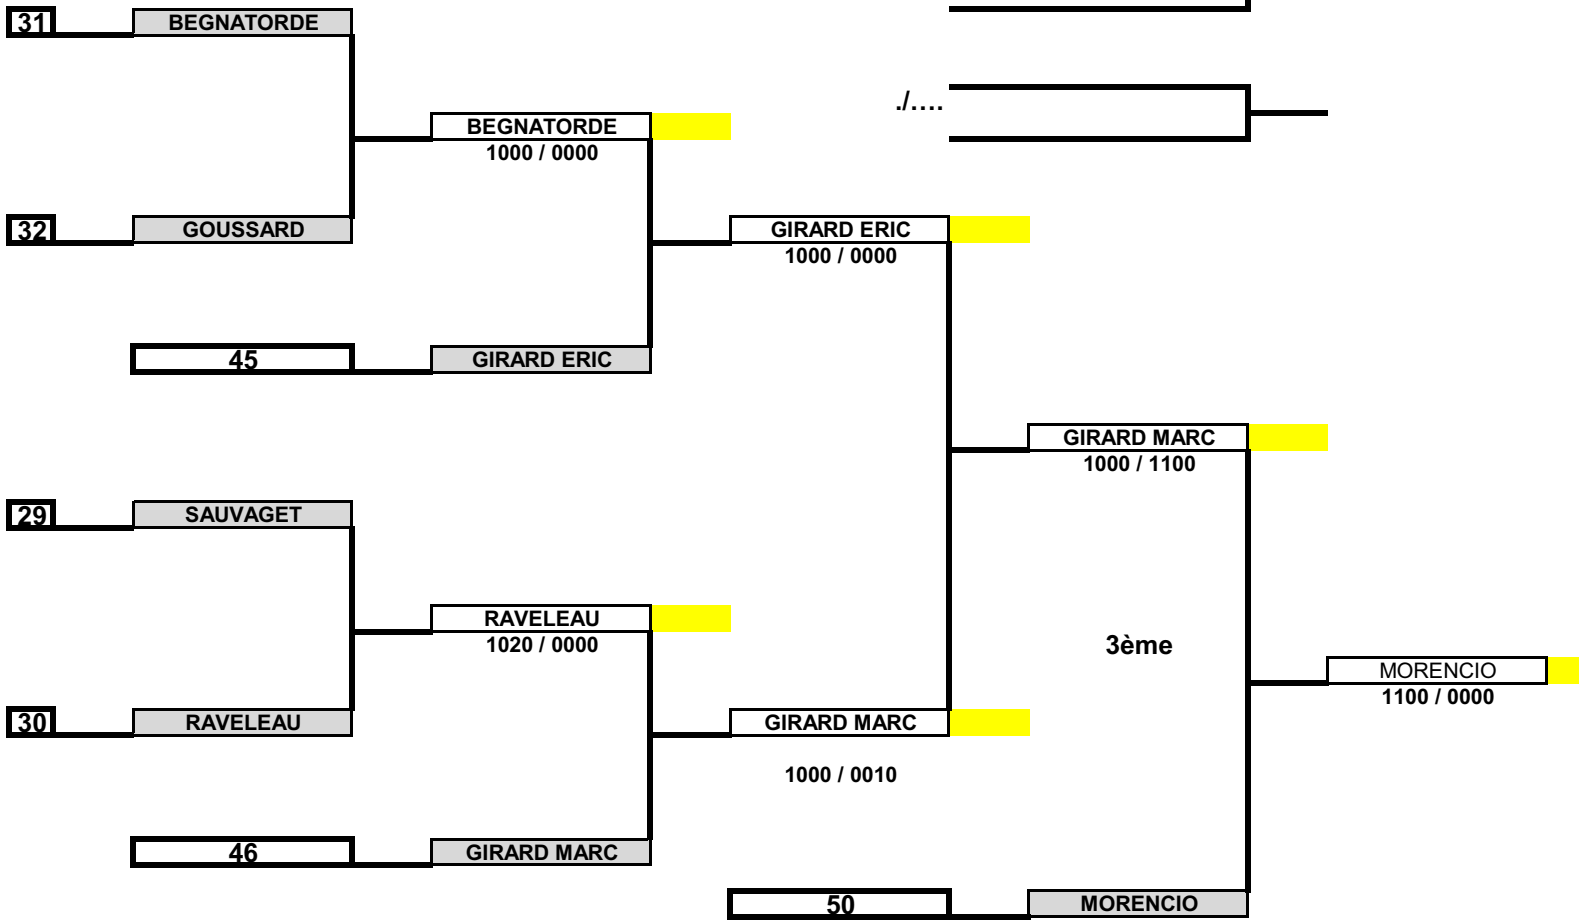 31 BEGNATORDE
./....
BEGNATORDE
1000 / 0000
32 GOUSSARD
GIRARD ERIC
1000 / 0000
45 GIRARD ERIC
GIRARD MARC
1000 / 1100
29 SAUVAGET
RAVELEAU
1020 / 0000
3ème
MORENCIO
1100 / 0000
30 RAVELEAU
GIRARD MARC
1000 / 0010
46 GIRARD MARC
50 MORENCIO